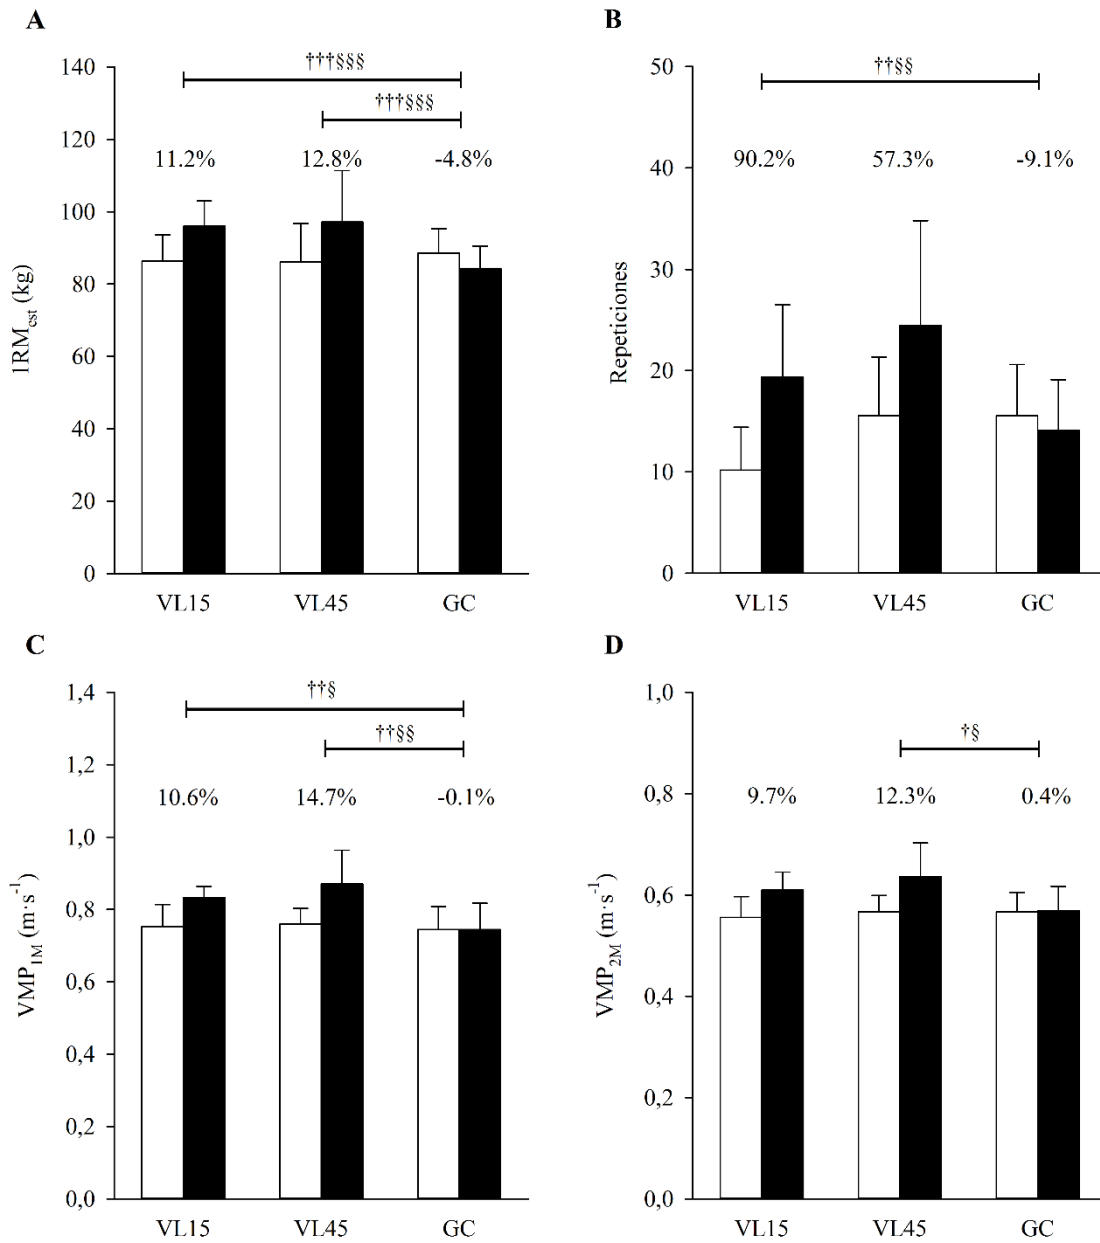 A
†††§§§
†††§§§
11.2% 12.8% -4.8%
140
120
100
80
60
40
20
0
1RMest (kg)
VL15 VL45 GC
B
††§§
90.2% 57.3% -9.1%
50
40
30
20
10
0
Repeticiones
VL15 VL45 GC
C
††§
††§§
10.6% 14.7% -0.1%
1,4
1,2
1,0
0,8
0,6
0,4
0,2
0,0
VMP1M (m·s-1)
VL15 VL45 GC
D
†§
9.7% 12.3% 0.4%
1,0
0,8
0,6
0,4
0,2
0,0
VMP2M (m·s-1)
VL15 VL45 GC